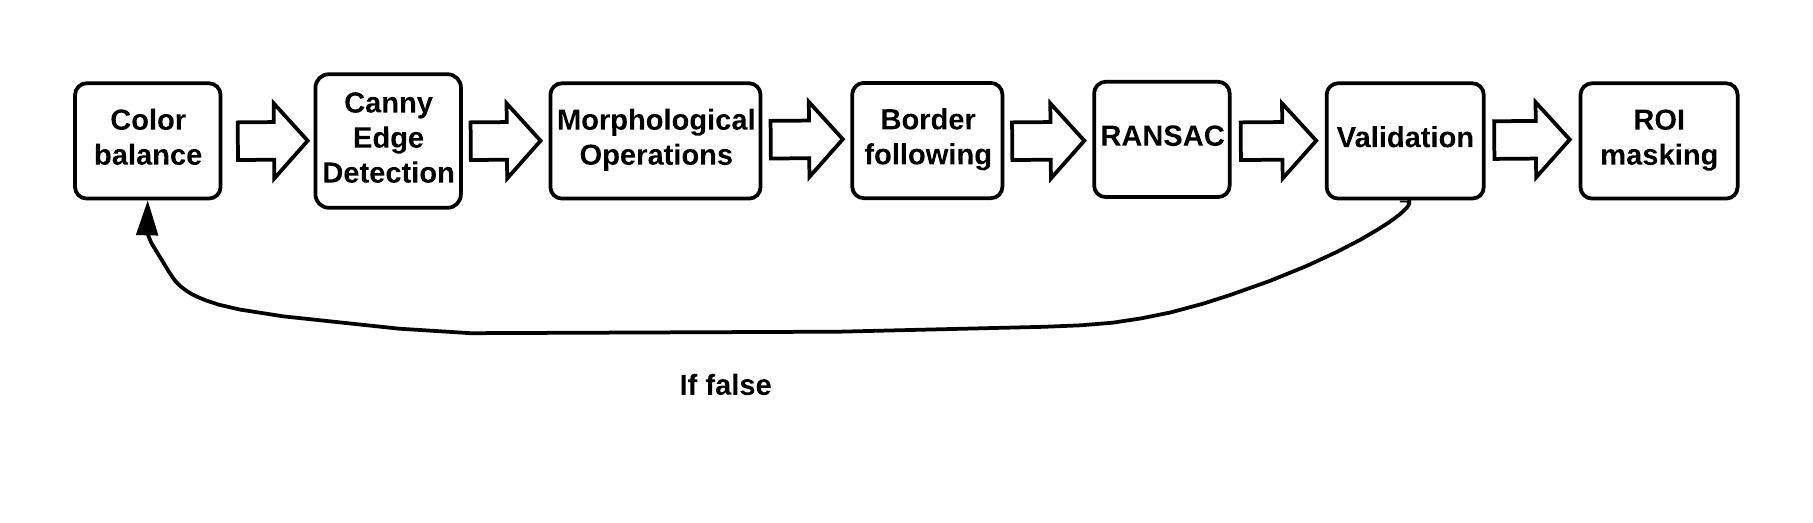 Color
balance
Canny
Edge
Detection
Morphological
Operations
Border
following
RANSAC
Validation
ROI
masking
If false